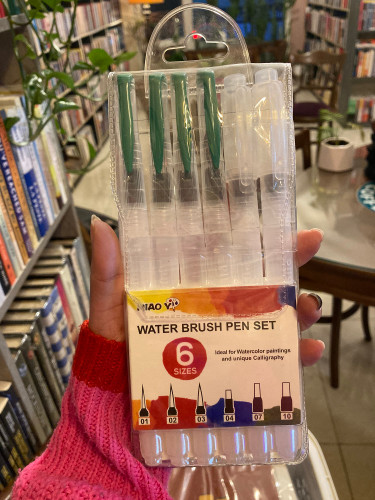 WATER BRUSH PEN SET
6
SIZES
Ideal for Watercolor paintings
and unique Calligraphy
01 02 03 04 07 10